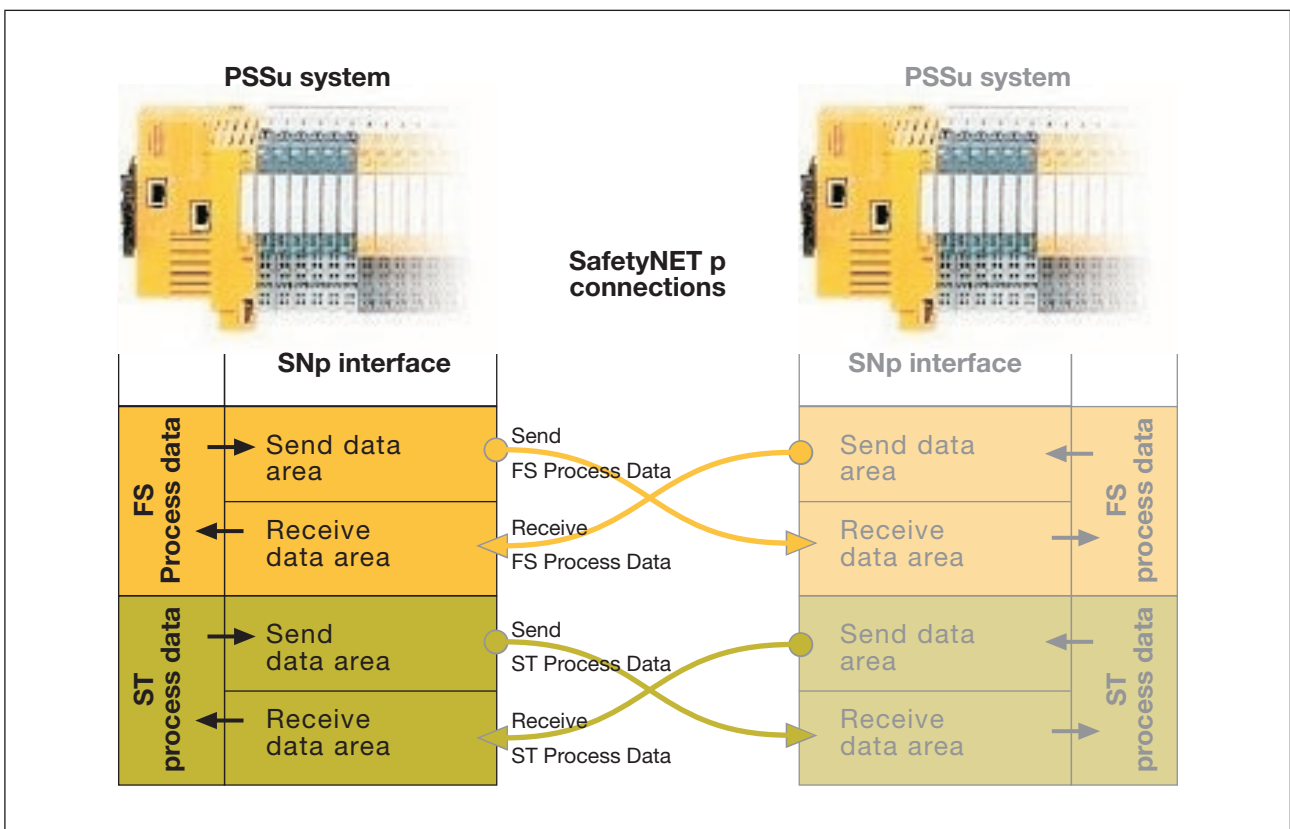 PSSu system
PSSu system
SafetyNET p
connections
SNp interface
SNp interface
FS
Process data
Send data
area
Receive
data area
ST
process data
Send
data area
Receive
data area
Send
FS Process Data
Receive
FS Process Data
Send
ST Process Data
Receive
ST Process Data
Send data
area
Receive
data area
FS
process data
Send data
area
Receive
data area
ST
process data